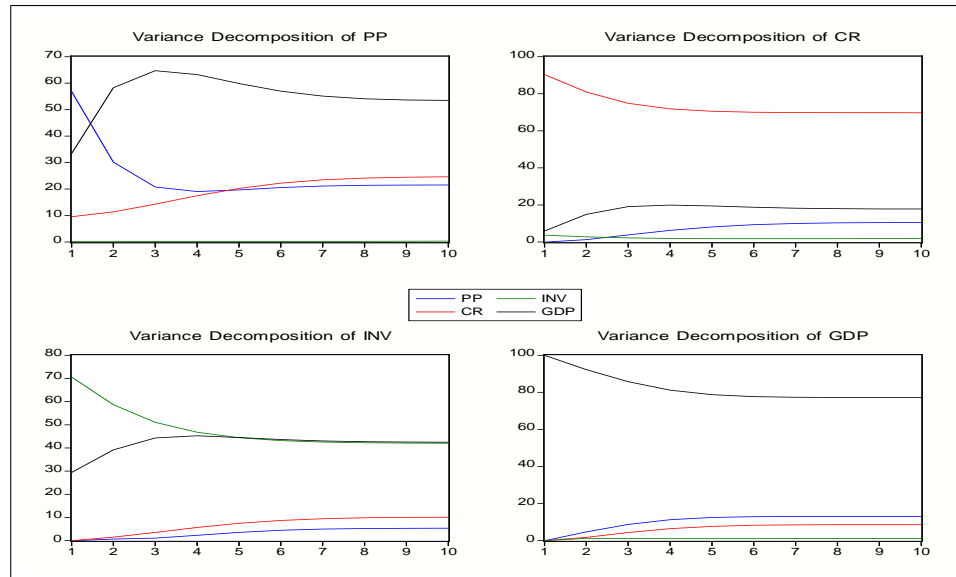 Variance Decomposition of PP
70
60
50
40
30
20
10
0
1 2 3 4 5 6 7 8 9 10
Variance Decomposition of CR
100
80
60
40
20
0
1 2 3 4 5 6 7 8 9 10
PP INV
CR GDP
Variance Decomposition of INV
80
70
60
50
40
30
20
10
0
1 2 3 4 5 6 7 8 9 10
Variance Decomposition of GDP
100
80
60
40
20
0
1 2 3 4 5 6 7 8 9 10